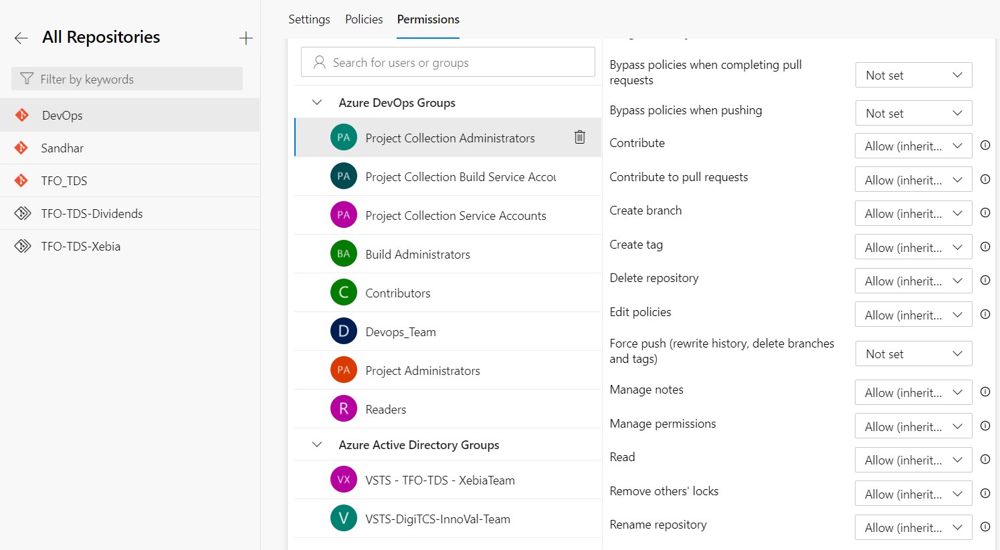 All Repositories
Filter by keywords
DevOps
Sandhar
TFO_TDS
TFO-TDS-Dividends
TFO-TDS-Xebia
Settings
Policies
Permissions
Search for users or groups
Azure DevOps Groups
PA
Project Collection Administrators
PA
Project Collection Build Service Accou
PA
Project Collection Service Accounts
BA
Build Administrators
C
Contributors
D
Devops_Team
PA
Project Administrators
R
Readers
Azure Active Directory Groups
VX
VSTS - TFO-TDS - XebiaTeam
V
VSTS-DigiTCS-InnoVal-Team
Bypass policies when completing pull
requests
Not set
Bypass policies when pushing
Not set
Contribute
Allow (inherit...
Contribute to pull requests
Allow (inherit...
Create branch
Allow (inherit...
Create tag
Allow (inherit...
Delete repository
Allow (inherit...
Edit policies
Allow (inherit...
Force push (rewrite history, delete branches
and tags)
Not set
Manage notes
Allow (inherit...
Manage permissions
Allow (inherit...
Read
Allow (inherit...
Remove others' locks
Allow (inherit...
Rename repository
Allow (inherit...